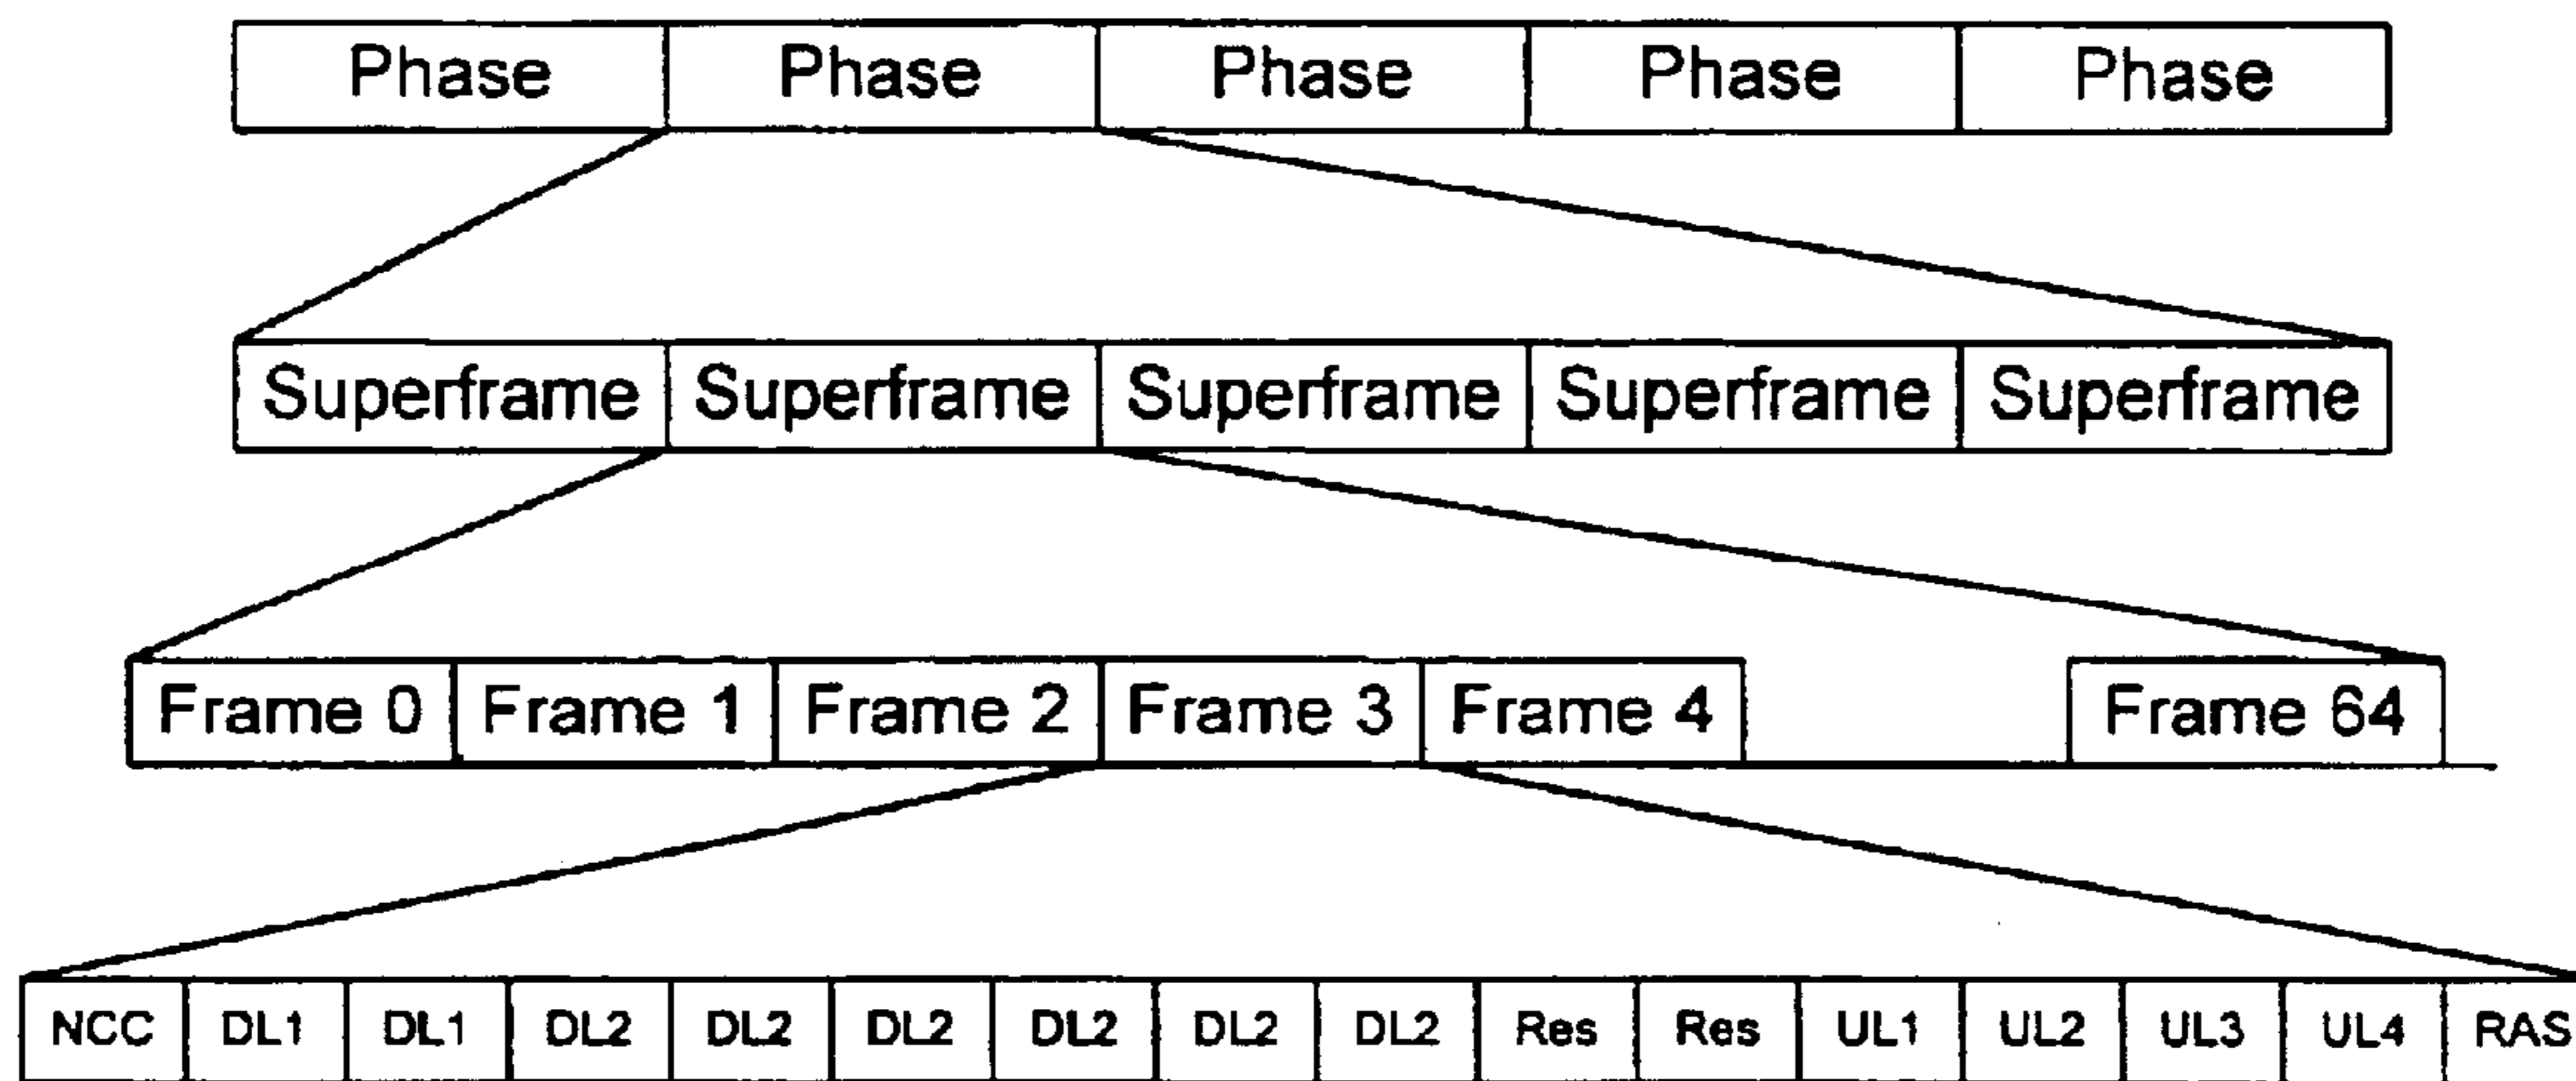 Phase Phase Phase Phase Phase
Superframe Superframe Superframe Superframe Superframe
Frame 0 Frame 1 Frame 2 Frame 3 Frame 4 Frame 64
NCC DL1 DL1 DL2 DL2 DL2 DL2 DL2 DL2 Res Res UL1 UL2 UL3 UL4 RAS